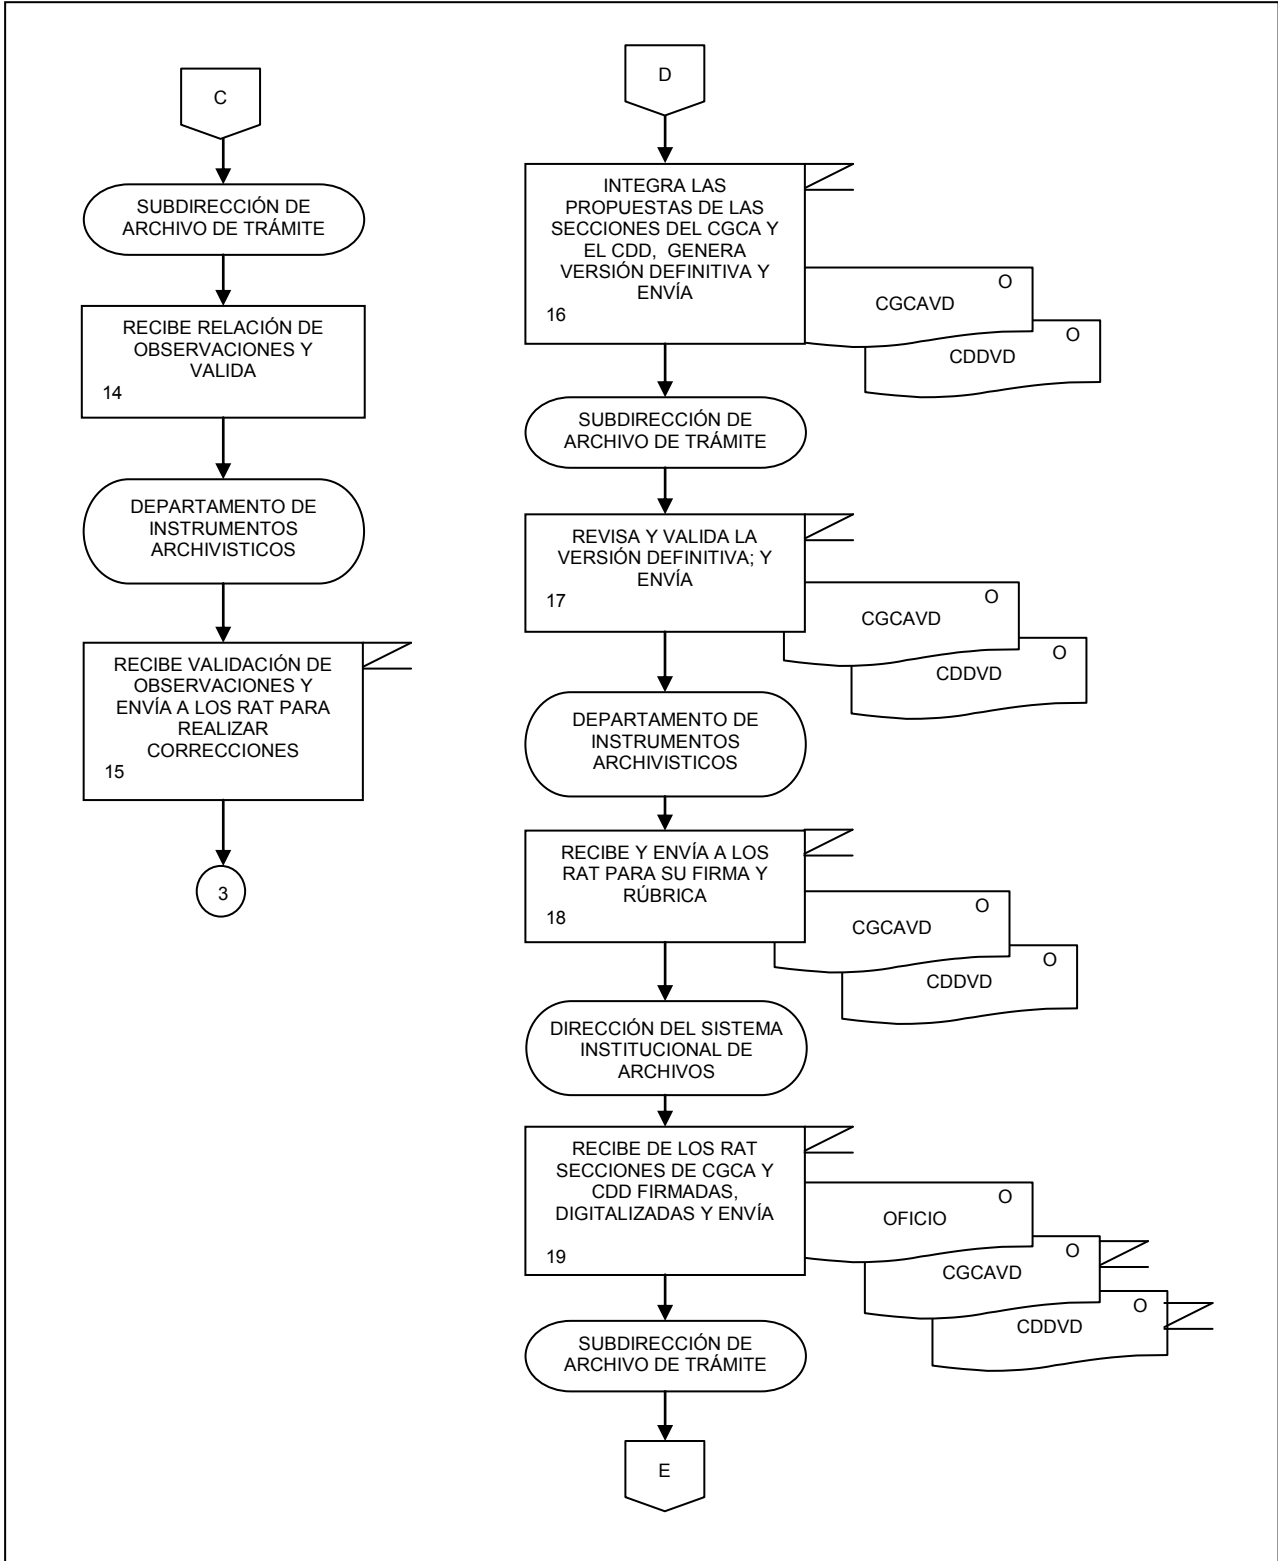 C
SUBDIRECCIÓN DE
ARCHIVO DE TRÁMITE
RECIBE RELACIÓN DE
OBSERVACIONES Y
VALIDA
14
DEPARTAMENTO DE
INSTRUMENTOS
ARCHIVISTICOS
RECIBE VALIDACIÓN DE
OBSERVACIONES Y
ENVÍA A LOS RAT PARA
REALIZAR
CORRECCIONES
15
3
D
INTEGRA LAS
PROPUESTAS DE LAS
SECCIONES DEL CGCA Y
EL CDD, GENERA
VERSIÓN DEFINITIVA Y
ENVÍA
16
O
CGCAVD
O
CDDVD
SUBDIRECCIÓN DE
ARCHIVO DE TRÁMITE
REVISA Y VALIDA LA
VERSIÓN DEFINITIVA; Y
ENVÍA
17
O
CGCAVD
O
CDDVD
DEPARTAMENTO DE
INSTRUMENTOS
ARCHIVISTICOS
RECIBE Y ENVÍA A LOS
RAT PARA SU FIRMA Y
RÚBRICA
18
O
CGCAVD
O
CDDVD
DIRECCIÓN DEL SISTEMA
INSTITUCIONAL DE
ARCHIVOS
RECIBE DE LOS RAT
SECCIONES DE CGCA Y
CDD FIRMADAS,
DIGITALIZADAS Y ENVÍA
19
O
OFICIO
O
CGCAVD
O
CDDVD
SUBDIRECCIÓN DE
ARCHIVO DE TRÁMITE
E